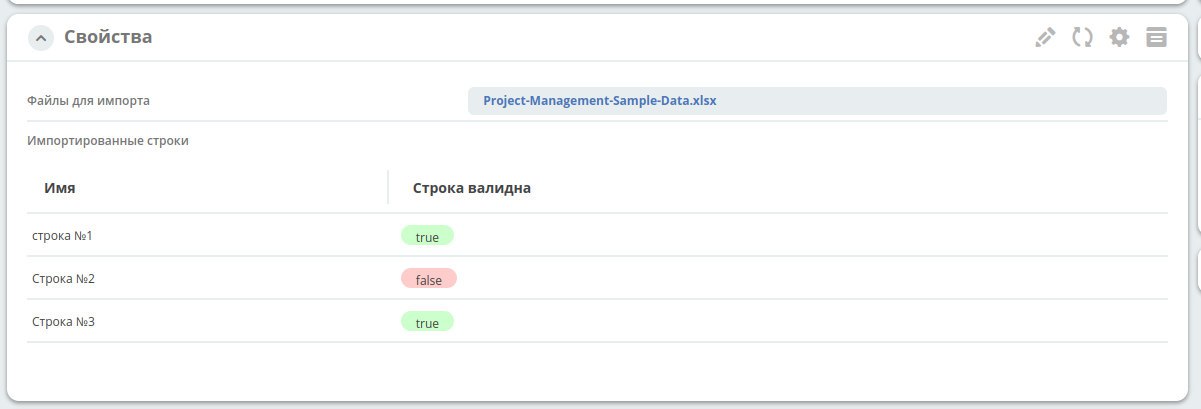 Свойства
Файлы для импорта Project-Management-Sample-Data.xlsx
Импортированные строки
Имя Строка валидна
строка №1 true
Строка №2 false
Строка №3 true